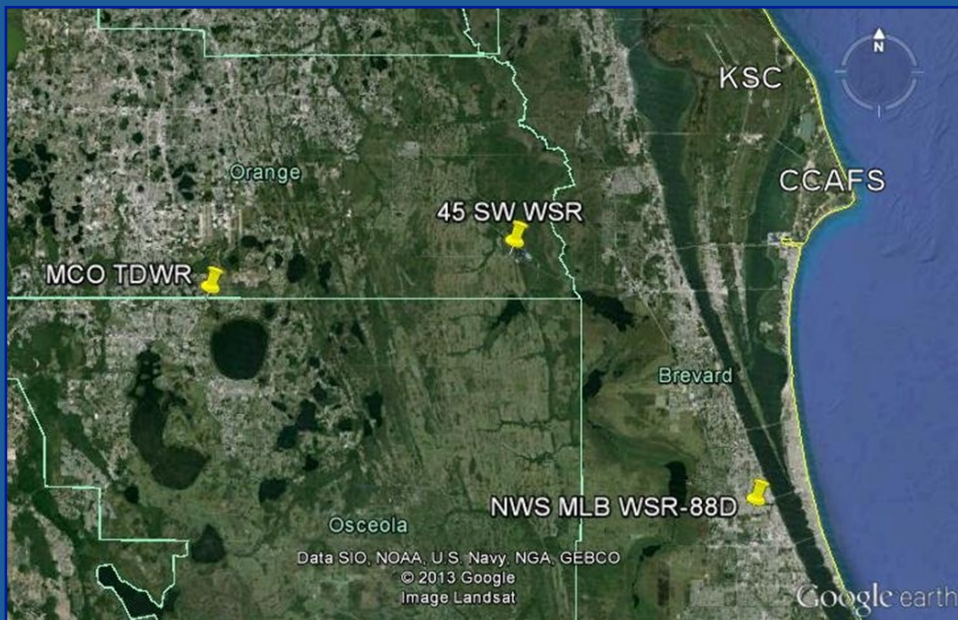 N
KSC
CCAFS
Orange
45 SW WSR
MCO TDWR
Brevard
NWS MLB WSR-88D
Osceola
Data SIO, NOAA, U.S. Navy, NGA, GEBCO
© 2013 Google
Image Landsat
Google earth